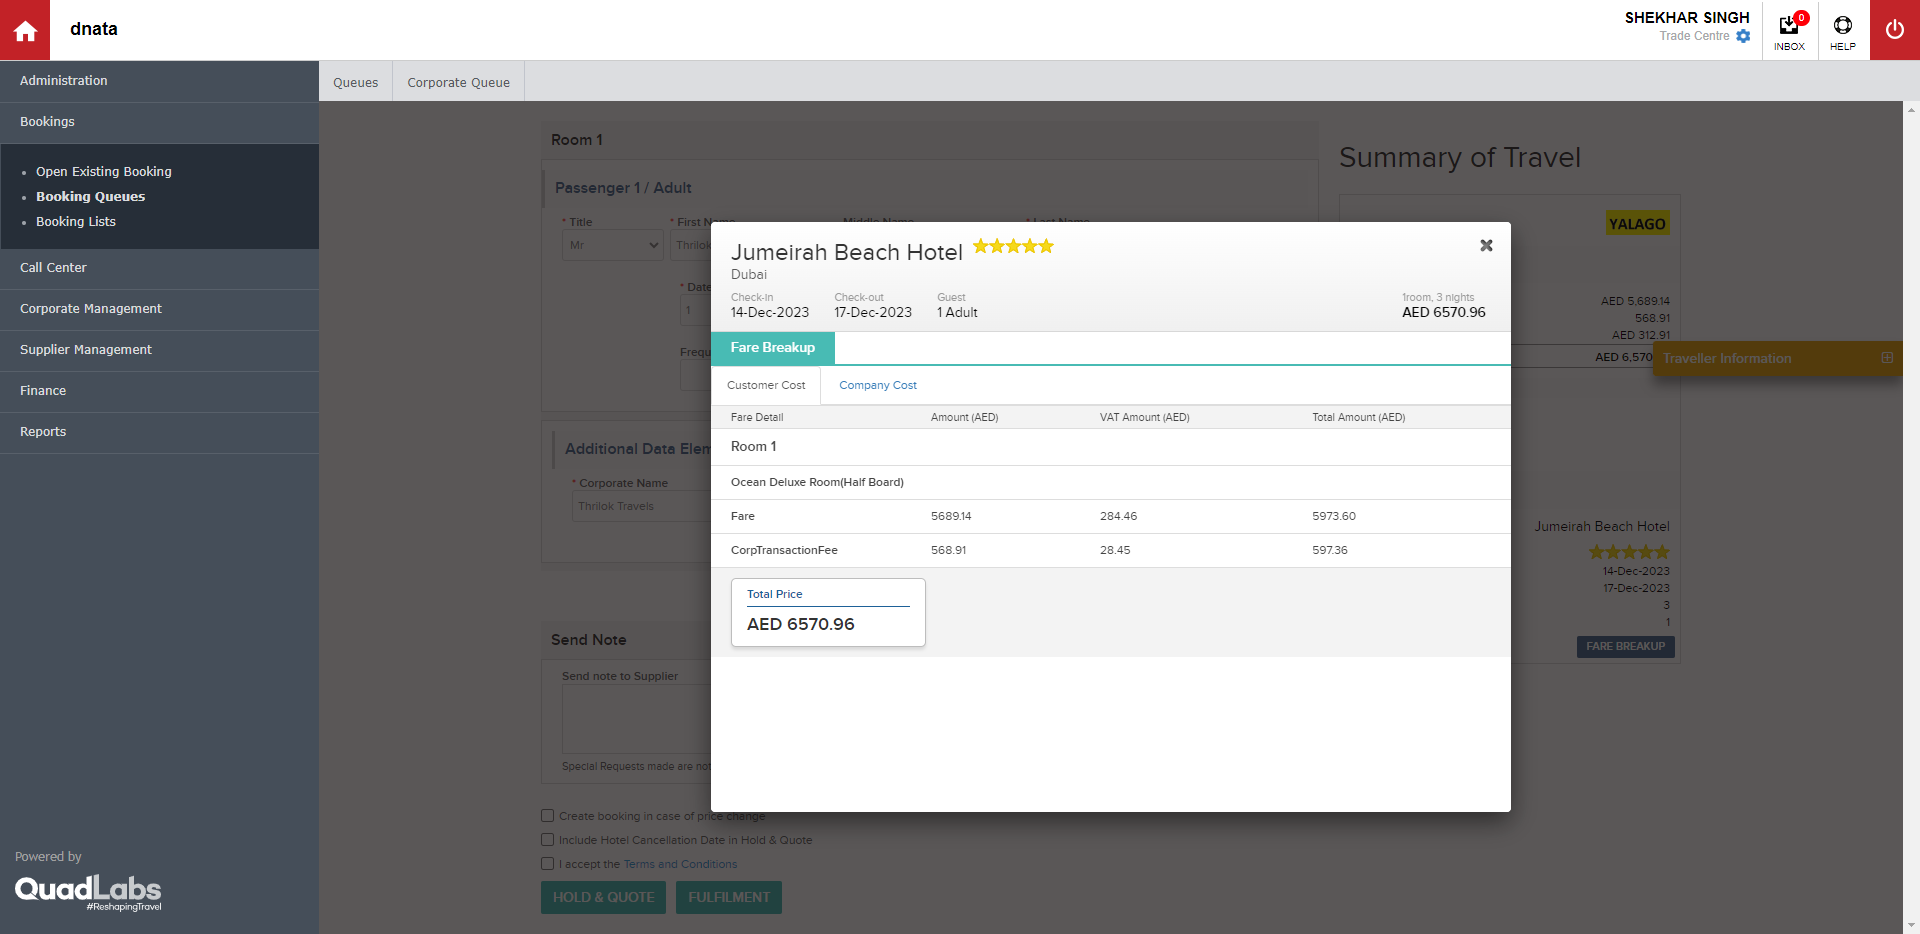 dnata
SHEKHAR SINGH
Trade Centre
0
INBOX
HELP
Administration
Bookings
Open Existing Booking
Booking Queues
Booking Lists
Call Center
Corporate Management
Supplier Management
Finance
Reports
Powered by
QuadLabs
#ReshapingTravel
Queues
Corporate Queue
Room 1
Passenger 1 / Adult
* Title
* First Name
Middle Name
* Last Name
Mr
Thrilok
* Date
1
Additional Data
* Corporate Name
Thrilok Travels
Send Note
Send note to Supplier
Special Requests made are not
Create booking in case of price change
Include Hotel Cancellation Date in Hold & Quote
I accept the Terms and Conditions
HOLD & QUOTE
FULFILMENT
Jumeirah Beach Hotel
Dubai
Check-in
14-Dec-2023
Check-out
17-Dec-2023
Guest
1 Adult
1room, 3 nights
AED 6570.96
Fare Breakup
Customer Cost
Company Cost
Fare Detail
Amount (AED)
VAT Amount (AED)
Total Amount (AED)
Room 1
Ocean Deluxe Room(Half Board)
Fare
5689.14
284.46
5973.60
CorpTransactionFee
568.91
28.45
597.36
Total Price
AED 6570.96
Summary of Travel
YALAGO
AED 5,689.14
568.91
AED 312.91
AED 6,570
Traveller Information
Jumeirah Beach Hotel
14-Dec-2023
17-Dec-2023
3
1
FARE BREAKUP